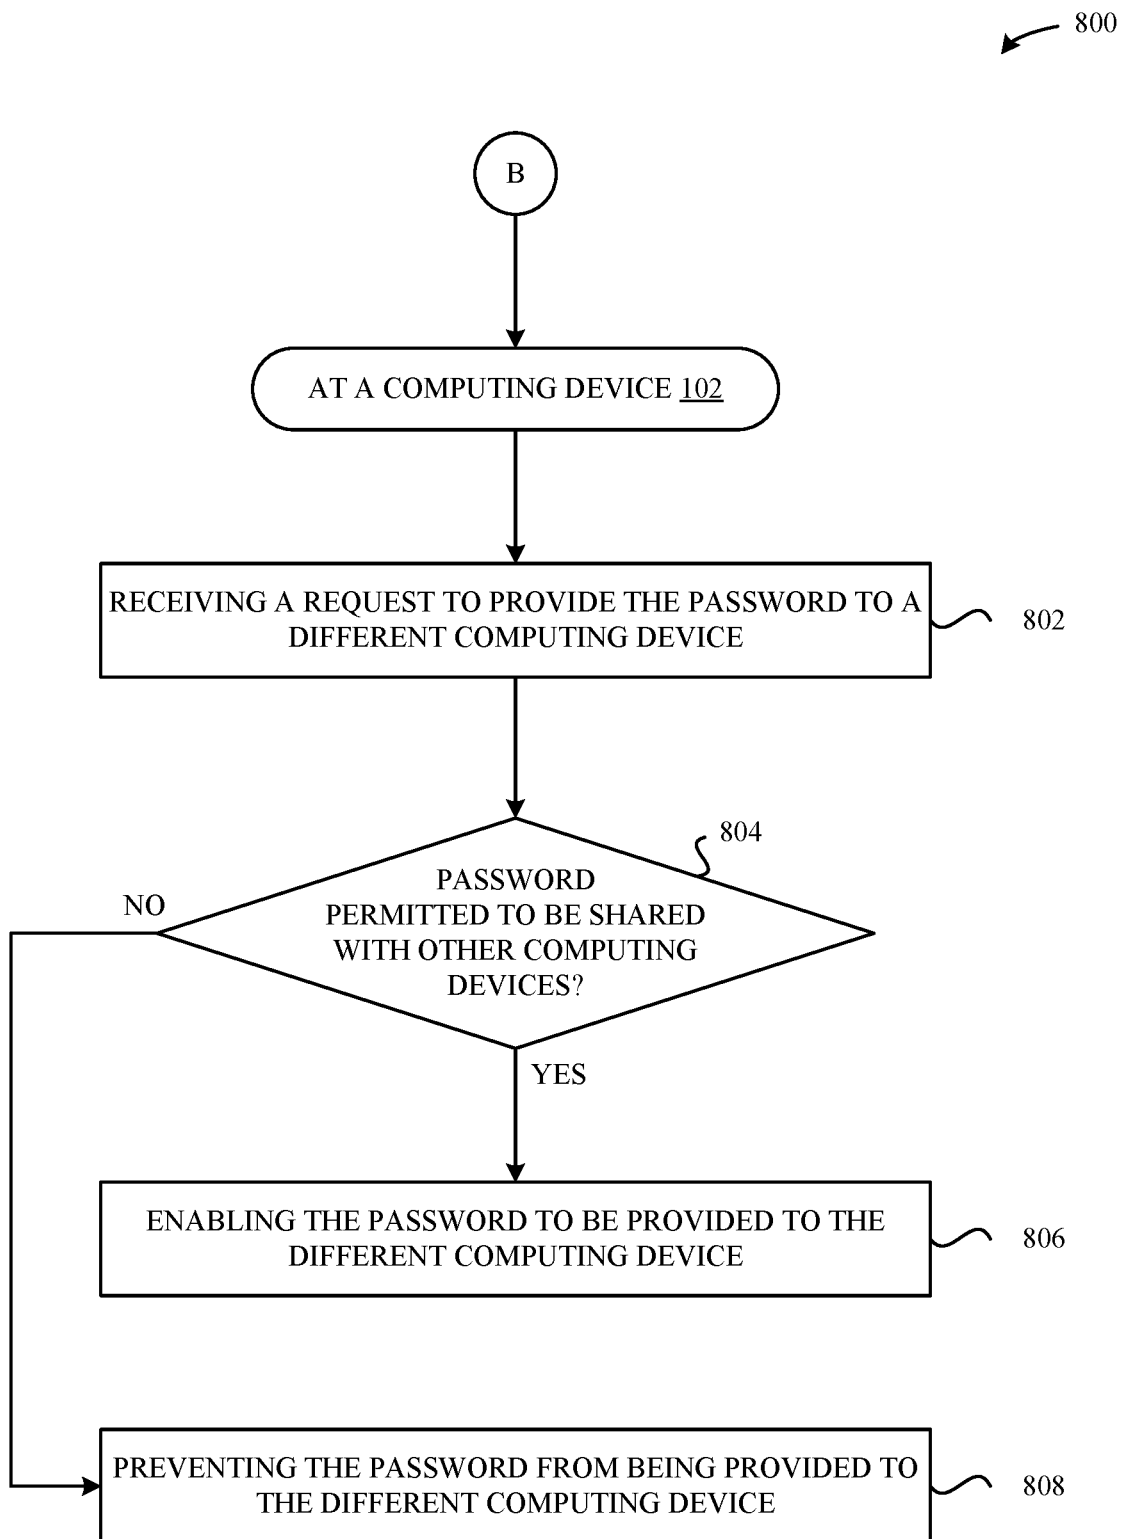 800
B
AT A COMPUTING DEVICE 102
RECEIVING A REQUEST TO PROVIDE THE PASSWORD TO A
DIFFERENT COMPUTING DEVICE
802
804
PASSWORD
PERMITTED TO BE SHARED
WITH OTHER COMPUTING
DEVICES?
NO
YES
ENABLING THE PASSWORD TO BE PROVIDED TO THE
DIFFERENT COMPUTING DEVICE
806
PREVENTING THE PASSWORD FROM BEING PROVIDED TO
THE DIFFERENT COMPUTING DEVICE
808